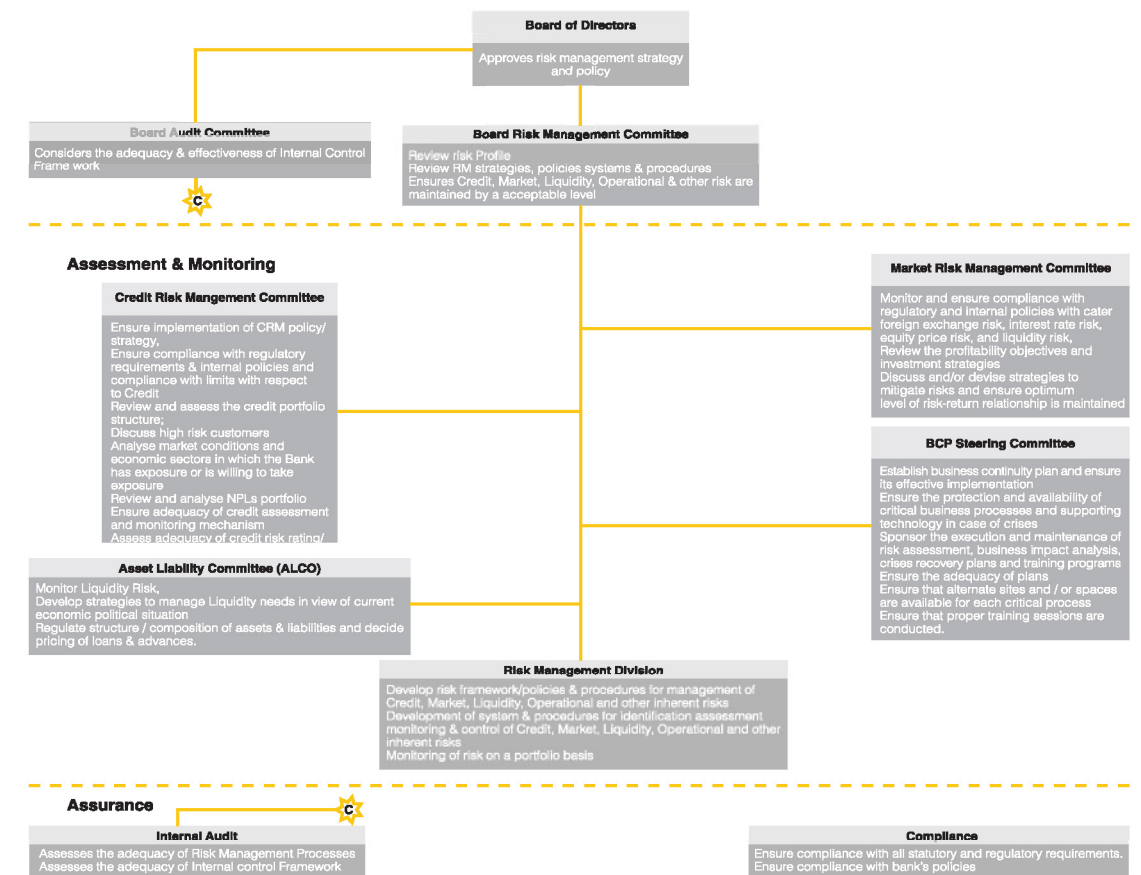 Board of Directors
Approves risk management strategy
and policy
Board Audit Committee
Considers the adequacy & effectiveness of Internal Control
Frame work
C
Board Risk Management Committee
Review risk Profile
Review RM strategies, policies systems & procedures
Ensures Credit, Market, Liquidity, Operational & other risk are
maintained by a acceptable level
Assessment & Monitoring
Credit Risk Mangement Committee
Ensure implementation of CRM policy/
strategy,
Ensure compliance with regulatory
requirements & internal policies and
compliance with limits with respect
to Credit
Review and assess the credit portfolio
structure;
Discuss high risk customers
Analyse market conditions and
economic sectors in which the Bank
has exposure or is willing to take
exposure
Review and analyse NPLs portfolio
Ensure adequacy of credit assessment
and monitoring mechanism
Assess adequacy of credit risk rating/
Market Risk Management Committee
Monitor and ensure compliance with
regulatory and internal policies with cater
foreign exchange risk, interest rate risk,
equity price risk, and liquidity risk,
Review the profitability objectives and
investment strategies
Discuss and/or devise strategies to
mitigate risks and ensure optimum
level of risk-return relationship is maintained
BCP Steering Committee
Establish business continuity plan and ensure
its effective implementation
Ensure the protection and availability of
critical business processes and supporting
technology in case of crises
Sponsor the execution and maintenance of
risk assessment, business impact analysis,
crises recovery plans and training programs
Ensure the adequacy of plans
Ensure that alternate sites and / or spaces
are available for each critical process
Ensure that proper training sessions are
conducted.
Asset Liability Committee (ALCO)
Monitor Liquidity Risk,
Develop strategies to manage Liquidity needs in view of current
economic political situation
Regulate structure / composition of assets & liabilities and decide
pricing of loans & advances.
Risk Management Division
Develop risk framework/policies & procedures for management of
Credit, Market, Liquidity, Operational and other inherent risks
Development of system & procedures for identification assessment
monitoring & control of Credit, Market, Liquidity, Operational and other
inherent risks
Monitoring of risk on a portfolio basis
Assurance
C
Internal Audit
Assesses the adequacy of Risk Management Processes
Assesses the adequacy of Internal control Framework
Compliance
Ensure compliance with all statutory and regulatory requirements.
Ensure compliance with bank's policies